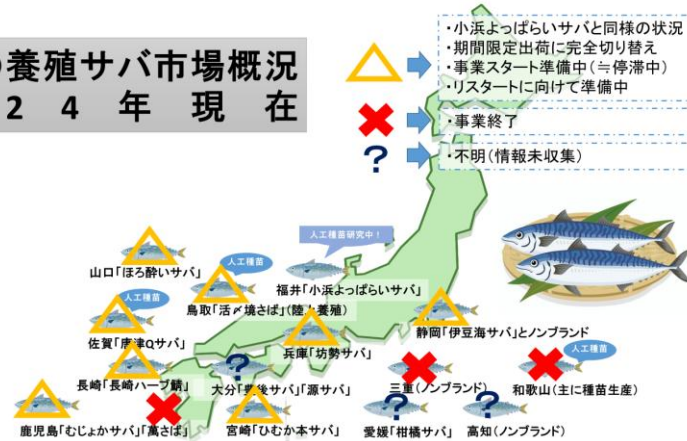 の養殖サバ市場概況
２４年現在
・小浜よっぱらいサバと同様の状況
・期間限定出荷に完全切り替え
・事業スタート準備中(≒停滞中)
・リスタートに向けて準備中
・事業終了
?
・不明(情報未収集)
人工種苗研究中！
山口「ほろ酔いサバ」
人工種苗
鳥取「活〆境さば」(陸上養殖)
福井「小浜よっぱらいサバ」
人工種苗
佐賀「唐津Qサバ」
兵庫「坊勢サバ」
静岡「伊豆海サバ」とノンブランド
長崎「長崎ハーブ鯖」
?
大分「豊後サバ」「源サバ」
三重(ノンブランド)
人工種苗
和歌山(主に種苗生産)
鹿児島「むじょかサバ」「萬さば」
宮崎「ひむか本サバ」
?
愛媛「柑橘サバ」
?
高知(ノンブランド)